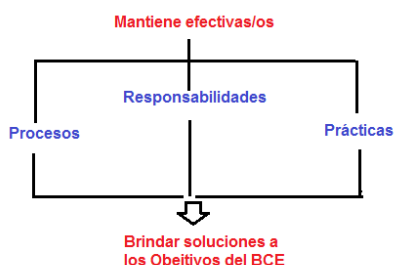 Mantiene efectivas/os
Responsabilidades
Procesos
Prácticas
Brindar soluciones a
los Obeitivos del BCE